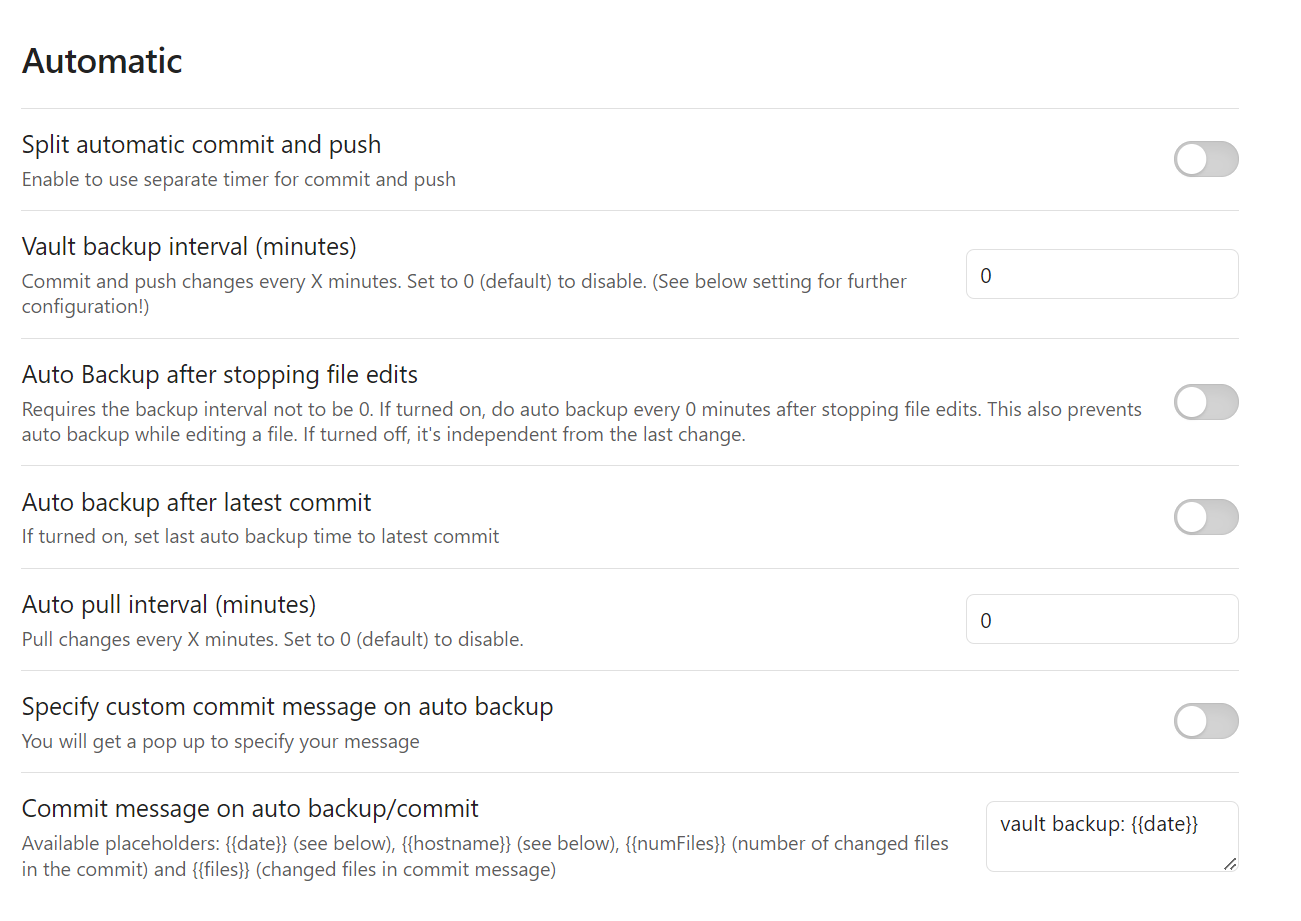 Automatic
Split automatic commit and push
Enable to use separate timer for commit and push
Vault backup interval (minutes)
Commit and push changes every X minutes. Set to 0 (default) to disable. (See below setting for further
configuration!)
0
Auto Backup after stopping file edits
Requires the backup interval not to be 0. If turned on, do auto backup every 0 minutes after stopping file edits. This also prevents
auto backup while editing a file. If turned off, it's independent from the last change.
Auto backup after latest commit
If turned on, set last auto backup time to latest commit
Auto pull interval (minutes)
Pull changes every X minutes. Set to 0 (default) to disable.
0
Specify custom commit message on auto backup
You will get a pop up to specify your message
Commit message on auto backup/commit
Available placeholders: {{date}} (see below), {{hostname}} (see below), {{numFiles}} (number of changed files
in the commit) and {{files}} (changed files in commit message)
vault backup: {{date}}